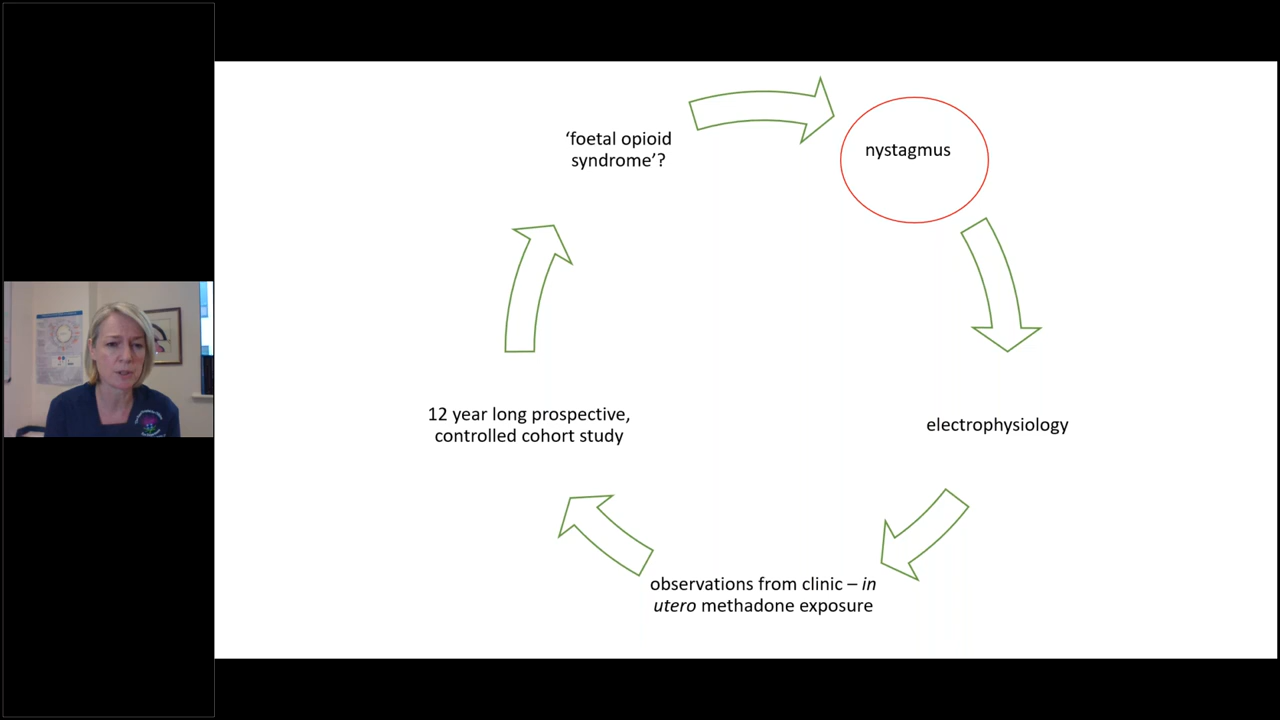 ‘foetal opioid
syndrome’?
nystagmus
electrophysiology
observations from clinic – in
utero methadone exposure
12 year long prospective,
controlled cohort study